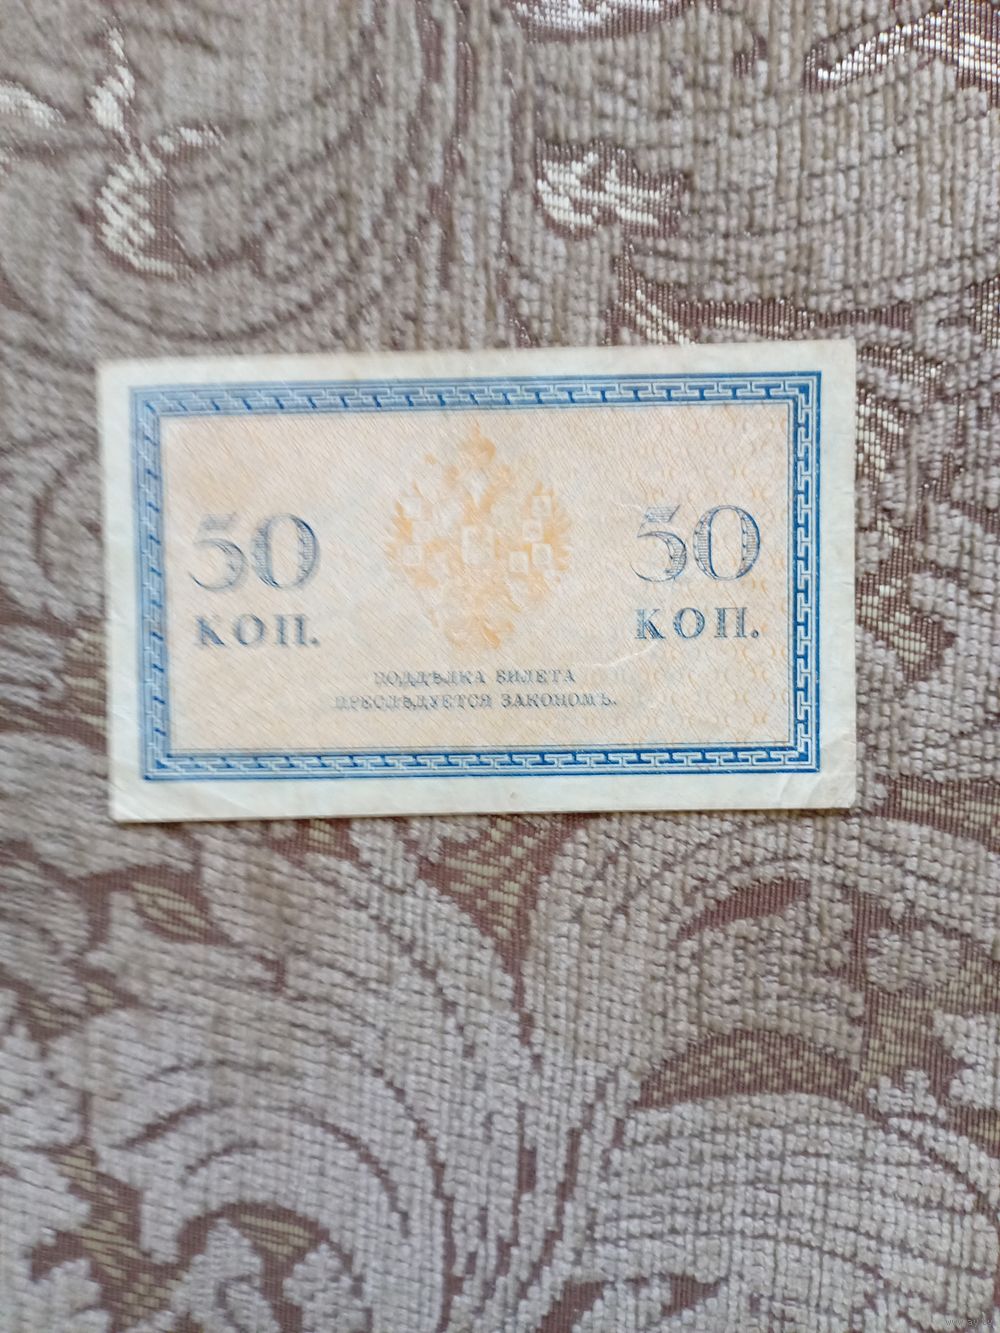 50 50
КОП. КОП.
ПОДДѢЛКА БИЛЕТА
ПРЕСЛѢДУЕТСЯ ЗАКОНОМЪ.